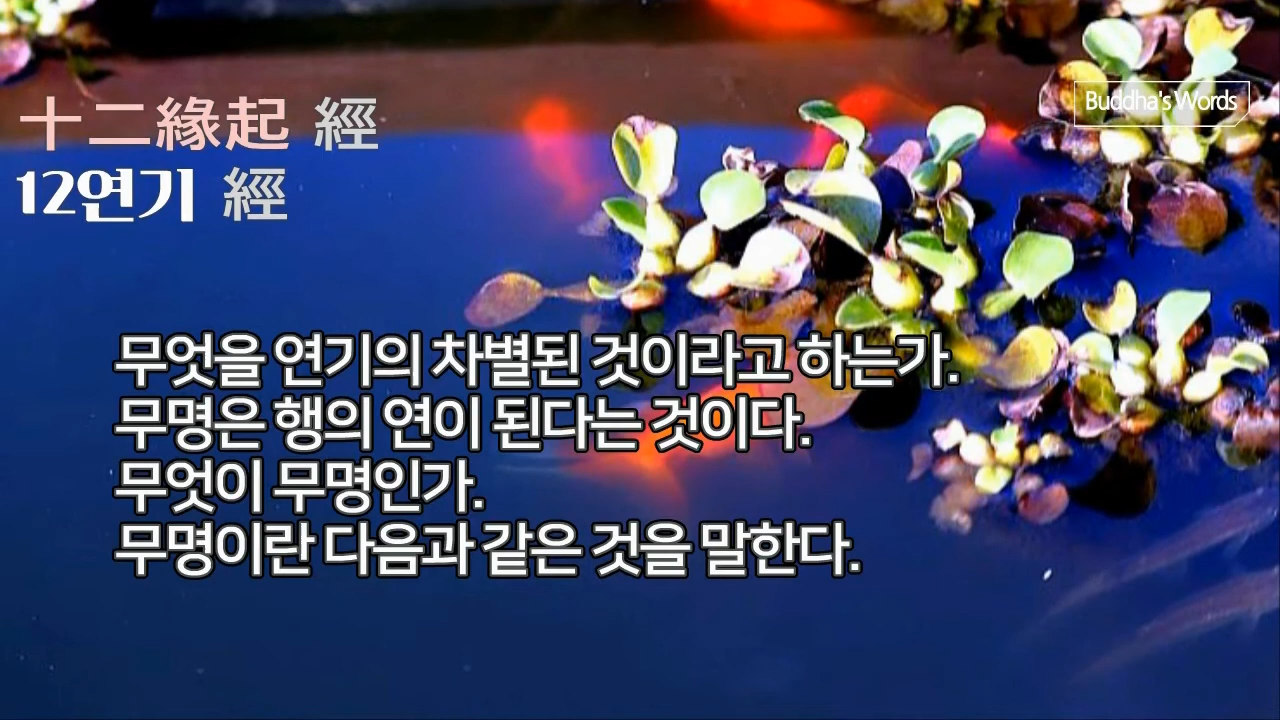 十二緣起 經
12연기 經
Buddha's Words
무엇을 연기의 차별된 것이라고 하는가.
무명은 행의 연이 된다는 것이다.
무엇이 무명인가.
무명이란 다음과 같은 것을 말한다.